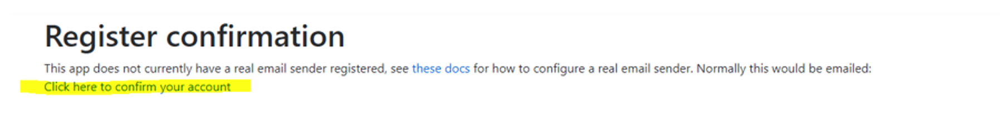 Register confirmation
This app does not currently have a real email sender registered, see these docs for how to configure a real email sender. Normally this would be emailed:
Click here to confirm your account